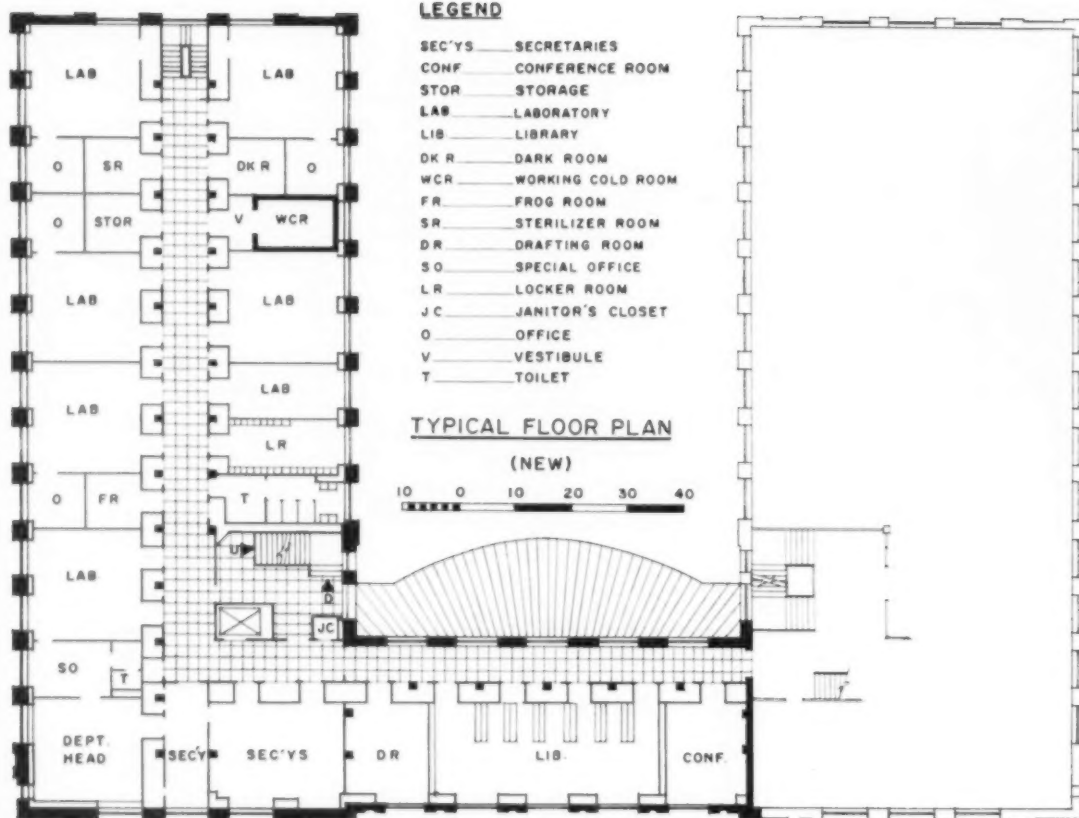 LEGEND
SEC'YS SECRETARIES
CONF CONFERENCE ROOM
STOR STORAGE
LAB LABORATORY
LIB LIBRARY
DK R DARK ROOM
WCR WORKING COLD ROOM
FR FROG ROOM
SR STERILIZER ROOM
DR DRAFTING ROOM
SO SPECIAL OFFICE
LR LOCKER ROOM
JC JANITOR'S CLOSET
O OFFICE
V VESTIBULE
T TOILET
TYPICAL FLOOR PLAN
(NEW)
10 0 10 20 30 40
LAB LAB
O SR DK R O
O STOR V WCR
LAB LAB
LAB LAB
LR
O FR T
U
LAB D
JC
SO T
DEPT.
HEAD SEC'Y SEC'YS DR LIB. CONF.